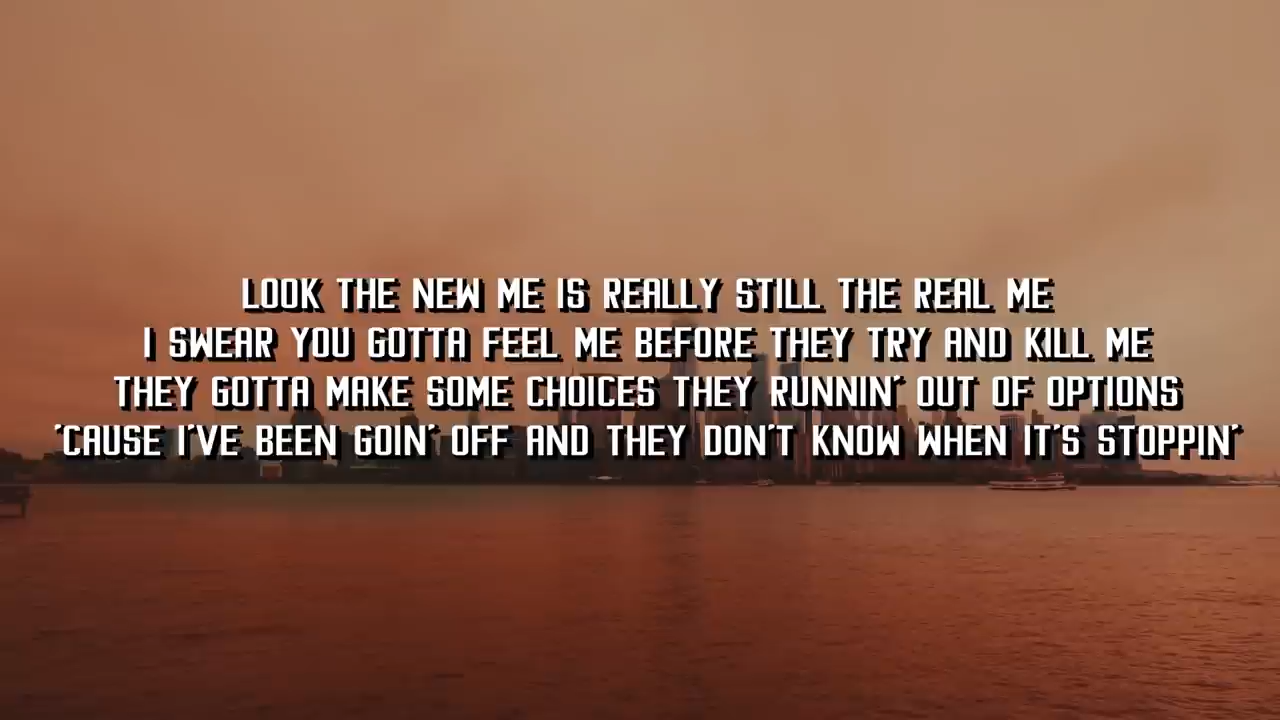 LOOK THE NEW ME IS REALLY STILL THE REAL ME
I SWEAR YOU GOTTA FEEL ME BEFORE THEY TRY AND KILL ME
THEY GOTTA MAKE SOME CHOICES THEY RUNNIN' OUT OF OPTIONS
'CAUSE I'VE BEEN GOIN' OFF AND THEY DON'T KNOW WHEN IT'S STOPPIN'